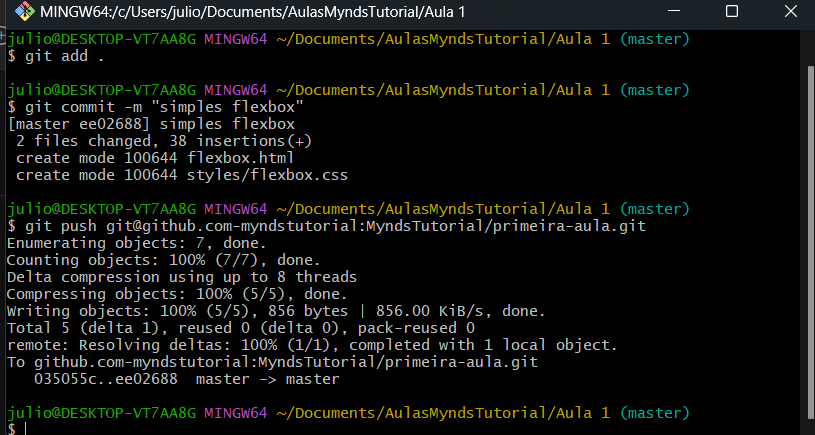 MINGW64:/c/Users/julio/Documents/AulasMyndsTutorial/Aula 1
julio@DESKTOP-VT7AA8G MINGW64 ~/Documents/AulasMyndsTutorial/Aula 1 (master)
$ git add .
julio@DESKTOP-VT7AA8G MINGW64 ~/Documents/AulasMyndsTutorial/Aula 1 (master)
$ git commit -m "simples flexbox"
[master ee02688] simples flexbox
 2 files changed, 38 insertions(+)
 create mode 100644 flexbox.html
 create mode 100644 styles/flexbox.css
julio@DESKTOP-VT7AA8G MINGW64 ~/Documents/AulasMyndsTutorial/Aula 1 (master)
$ git push git@github.com-myndstutorial:MyndsTutorial/primeira-aula.git
Enumerating objects: 7, done.
Counting objects: 100% (7/7), done.
Delta compression using up to 8 threads
Compressing objects: 100% (5/5), done.
Writing objects: 100% (5/5), 856 bytes | 856.00 KiB/s, done.
Total 5 (delta 1), reused 0 (delta 0), pack-reused 0
remote: Resolving deltas: 100% (1/1), completed with 1 local object.
To github.com-myndstutorial:MyndsTutorial/primeira-aula.git
   035055c..ee02688  master -> master
julio@DESKTOP-VT7AA8G MINGW64 ~/Documents/AulasMyndsTutorial/Aula 1 (master)
$